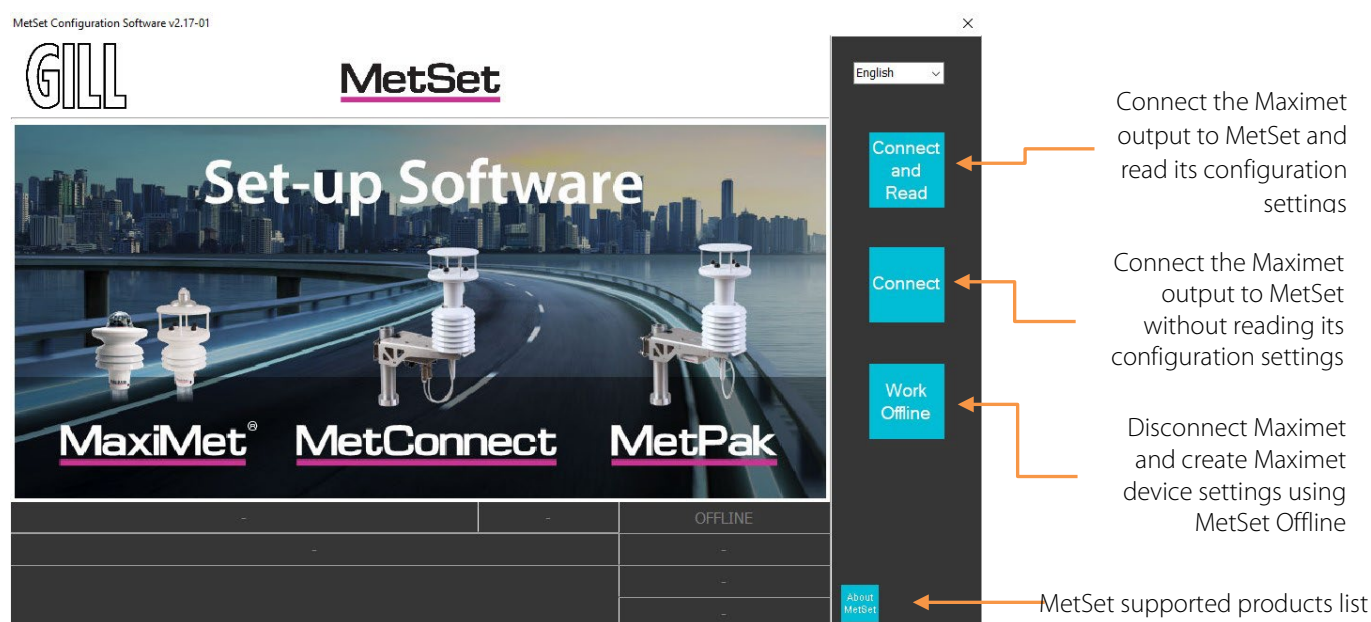 MetSet Configuration Software v2.17-01
GILL
MetSet
English
Set-up Software
MaxiMet®
MetConnect
MetPak
Connect
and
Read
Connect
Work
Offline
-
-
OFFLINE
-
-
-
-
About
MetSet
Connect the Maximet
output to MetSet and
read its configuration
settings
Connect the Maximet
output to MetSet
without reading its
configuration settings
Disconnect Maximet
and create Maximet
device settings using
MetSet Offline
MetSet supported products list